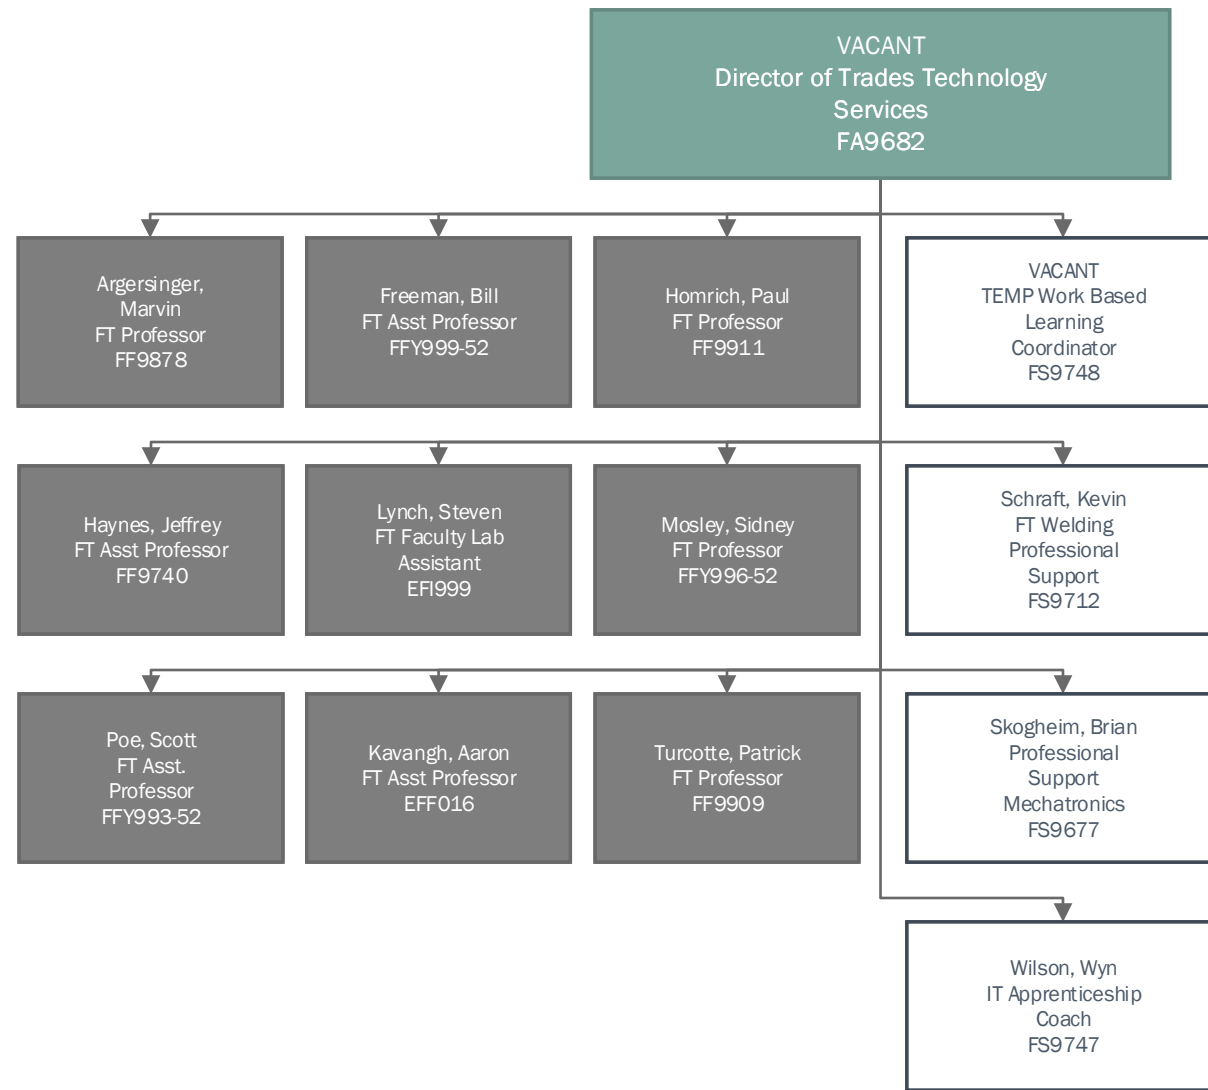 VACANT
Director of Trades Technology
Services
FA9682
Argersinger,
Marvin
FT Professor
FF9878
Freeman, Bill
FT Asst Professor
FFY999-52
Homrich, Paul
FT Professor
FF9911
VACANT
TEMP Work Based
Learning
Coordinator
FS9748
Haynes, Jeffrey
FT Asst Professor
FF9740
Lynch, Steven
FT Faculty Lab
Assistant
EFI999
Mosley, Sidney
FT Professor
FFY996-52
Schraft, Kevin
FT Welding
Professional
Support
FS9712
Poe, Scott
FT Asst.
Professor
FFY993-52
Kavangh, Aaron
FT Asst Professor
EFF016
Turcotte, Patrick
FT Professor
FF9909
Skogheim, Brian
Professional
Support
Mechatronics
FS9677
Wilson, Wyn
IT Apprenticeship
Coach
FS9747